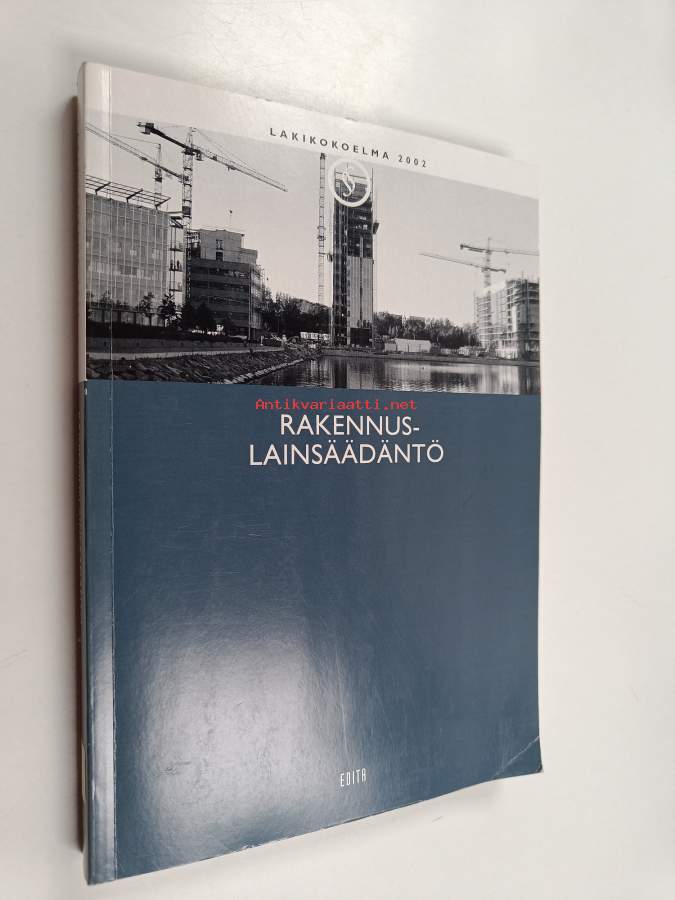 LAKIKOKOELMA 2002
§
Antikvariaatti.net
RAKENNUS-
LAINSÄÄDÄNTÖ
EDITA